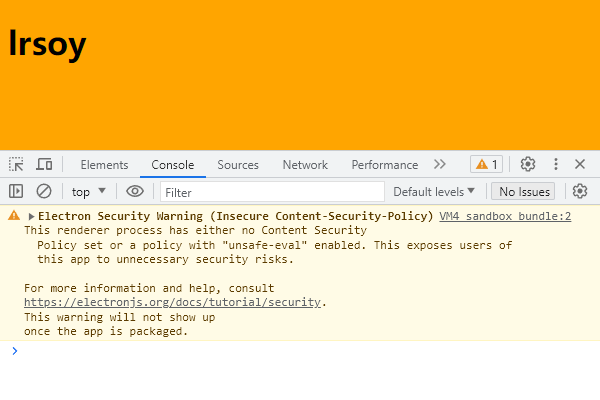 lrsoy
Elements Console Sources Network Performance 1
top Filter Default levels No Issues
Electron Security Warning (Insecure Content-Security-Policy) VM4 sandbox bundle:2
This renderer process has either no Content Security
Policy set or a policy with "unsafe-eval" enabled. This exposes users of
this app to unnecessary security risks.
For more information and help, consult
https://electronjs.org/docs/tutorial/security.
This warning will not show up
once the app is packaged.